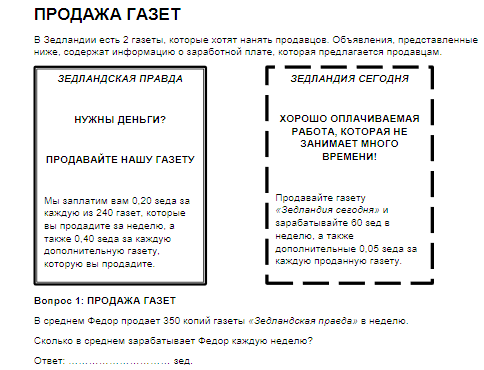 ПРОДАЖА ГАЗЕТ
В Зедландии есть 2 газеты, которые хотят нанять продавцов. Объявления, представленные
ниже, содержат информацию о заработной плате, которая предлагается продавцам.
ЗЕДЛАНДСКАЯ ПРАВДА
НУЖНЫ ДЕНЬГИ?
ПРОДАВАЙТЕ НАШУ ГАЗЕТУ
Мы заплатим вам 0,20 зеда за
каждую из 240 газет, которые
вы продадите за неделю, а
также 0,40 зеда за каждую
дополнительную газету,
которую вы продадите.
ЗЕДЛАНДИЯ СЕГОДНЯ
ХОРОШО ОПЛАЧИВАЕМАЯ
РАБОТА, КОТОРАЯ НЕ
ЗАНИМАЕТ МНОГО
ВРЕМЕНИ!
Продавайте газету
«Зедландия сегодня» и
зарабатывайте 60 зед в
неделю, а также
дополнительные 0,05 зеда за
каждую проданную газету.
Вопрос 1: ПРОДАЖА ГАЗЕТ
В среднем Федор продает 350 копий газеты «Зедландская правда» в неделю.
Сколько в среднем зарабатывает Федор каждую неделю?
Ответ: ………………………… зед.